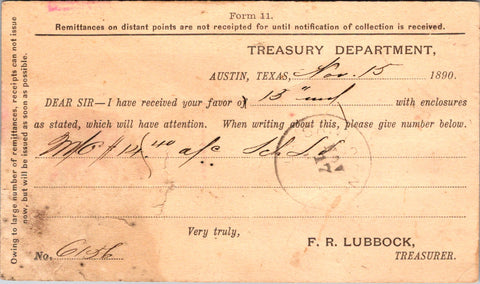 Form 11.
Remittances on distant points are not receipted for until notification of collection is received.
TREASURY DEPARTMENT,
AUSTIN, TEXAS, Nov. 15 1890.
DEAR SIR—I have received your favor of 13" with enclosures
as stated, which will have attention. When writing about this, please give number below.
a/c
Very truly,
F. R. LUBBOCK,
TREASURER.
No.
Owing to large number of remittances, receipts can not issue
now, but will be issued as soon as possible.